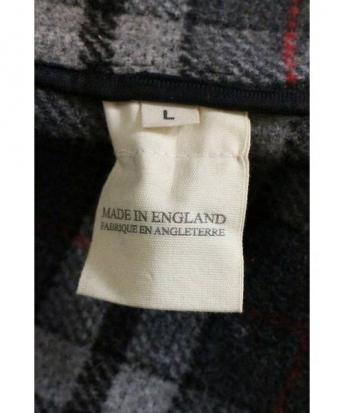 L
MADE IN ENGLAND
FABRIQUE EN ANGLETERRE